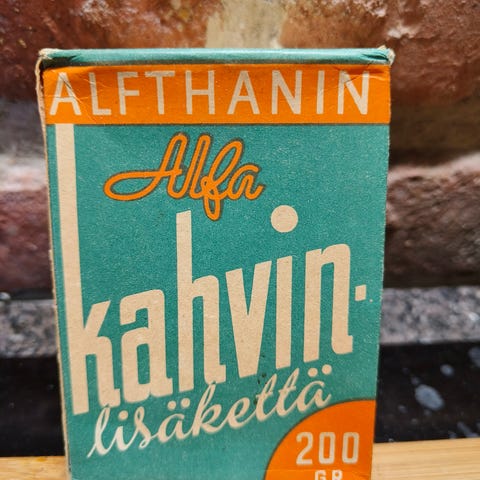 ALFTHANIN
Alfa
kahvin-
lisäkettä
200
GR